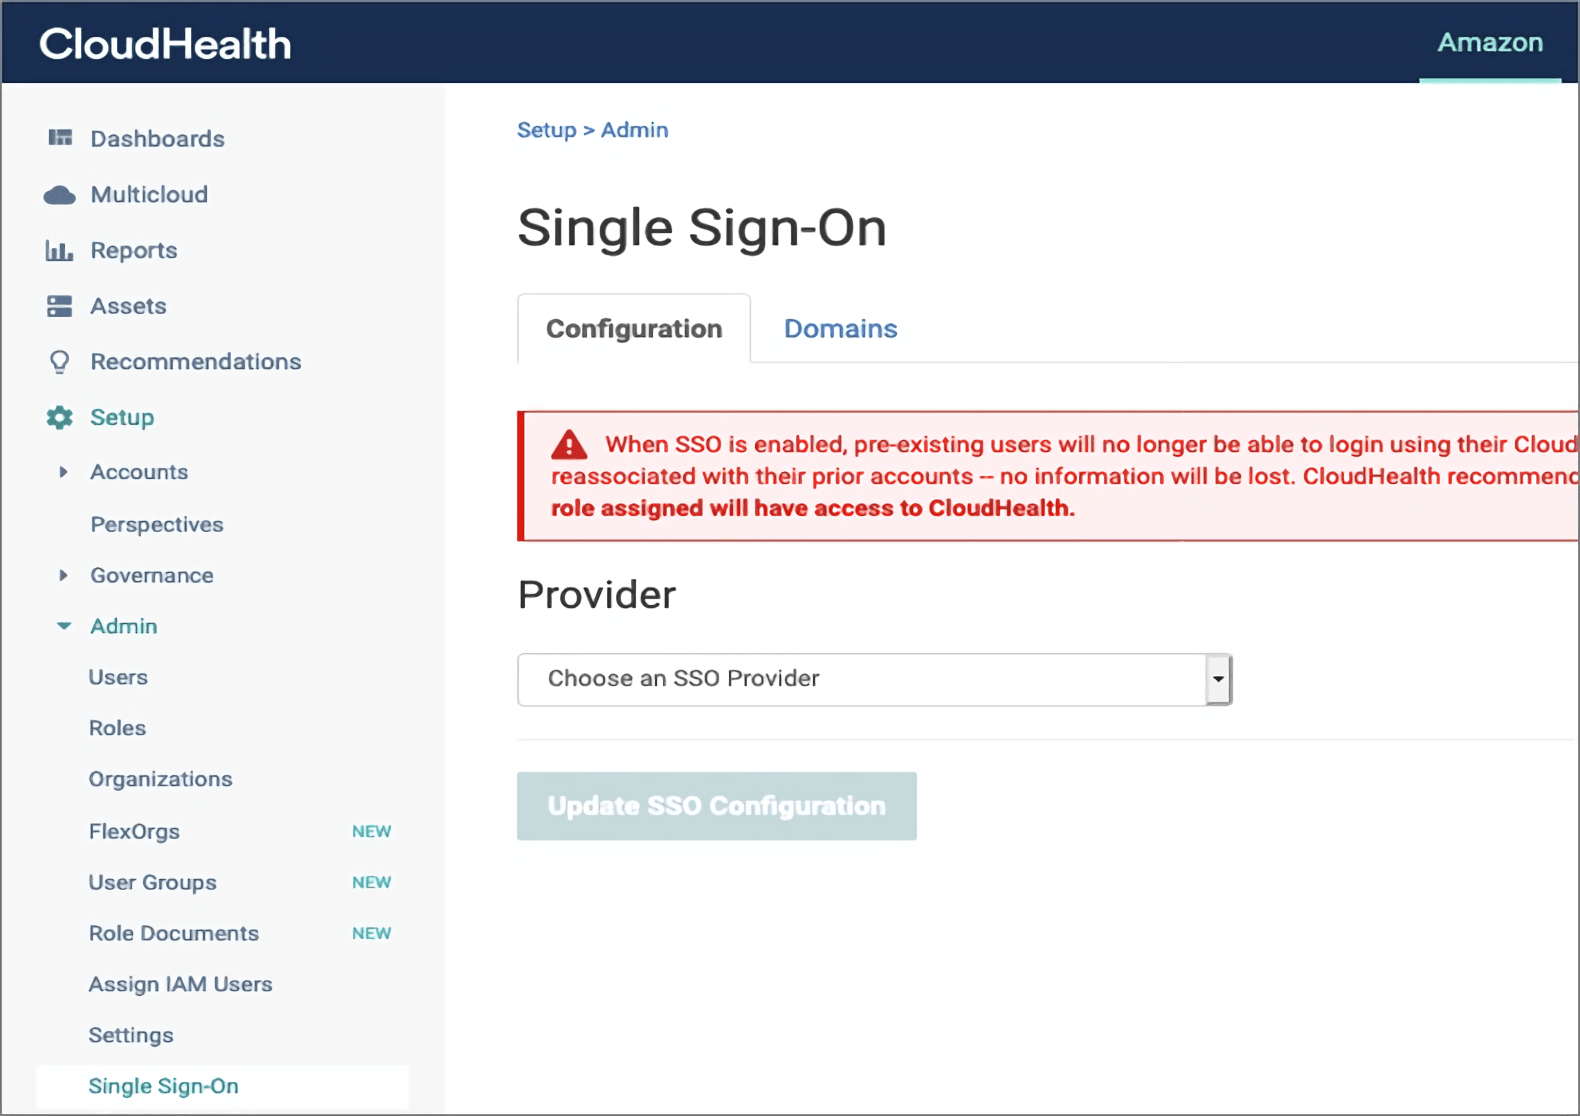 CloudHealth
Amazon
Dashboards
Multicloud
Reports
Assets
Recommendations
Setup
Accounts
Perspectives
Governance
Admin
Users
Roles
Organizations
FlexOrgs NEW
User Groups NEW
Role Documents NEW
Assign IAM Users
Settings
Single Sign-On
Setup > Admin
Single Sign-On
Configuration Domains
When SSO is enabled, pre-existing users will no longer be able to login using their Cloud
reassociated with their prior accounts -- no information will be lost. CloudHealth recommend
role assigned will have access to CloudHealth.
Provider
Choose an SSO Provider
Update SSO Configuration